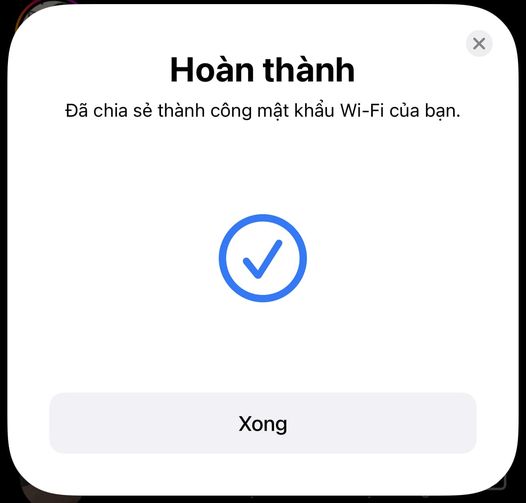 Hoàn thành
Đã chia sẻ thành công mật khẩu Wi-Fi của bạn.
Xong